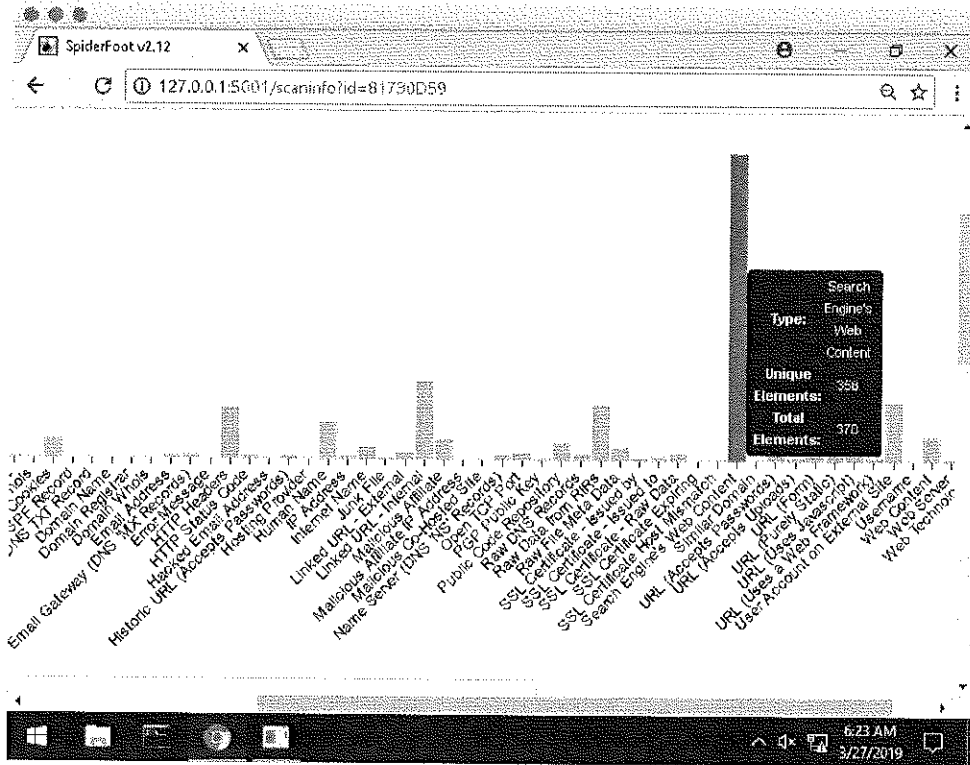 SpiderFoot v2.12
127.0.0.1:5001/scaninfo?id=81730D59
Type: Search Engine's Web Content
Unique Elements: 358
Total Elements: 370
Cookies
SPF Record
DNS TXT Record
Domain Name
Domain Registrar
Domain Whois
Email Address
Email Gateway (DNS 'MX' Records)
Error Message
HTTP Headers
HTTP Status Code
Hacked Email Address
Historic URL (Accepts Passwords)
Hosting Provider
Human Name
IP Address
Internet Name
Junk File
Linked URL - External
Linked URL - Internal
Malicious Affiliate
Malicious Affiliate IP Address
Malicious Co-Hosted Site
Name Server (DNS 'NS' Records)
Open TCP Port
PGP Public Key
Public Code Repository
Raw DNS Records
Raw Data from RIRs
Raw File Meta Data
SSL Certificate - Issued by
SSL Certificate - Issued to
SSL Certificate - Raw Data
SSL Certificate Expiring
SSL Certificate Host Mismatch
Search Engine's Web Content
Similar Domain
URL (Accepts Passwords)
URL (Accepts Uploads)
URL (Form)
URL (Purely Static)
URL (Uses Javascript)
URL (Uses a Web Framework)
User Account on External Site
Username
Web Content
Web Server
Web Technolo
6:23 AM
3/27/2019